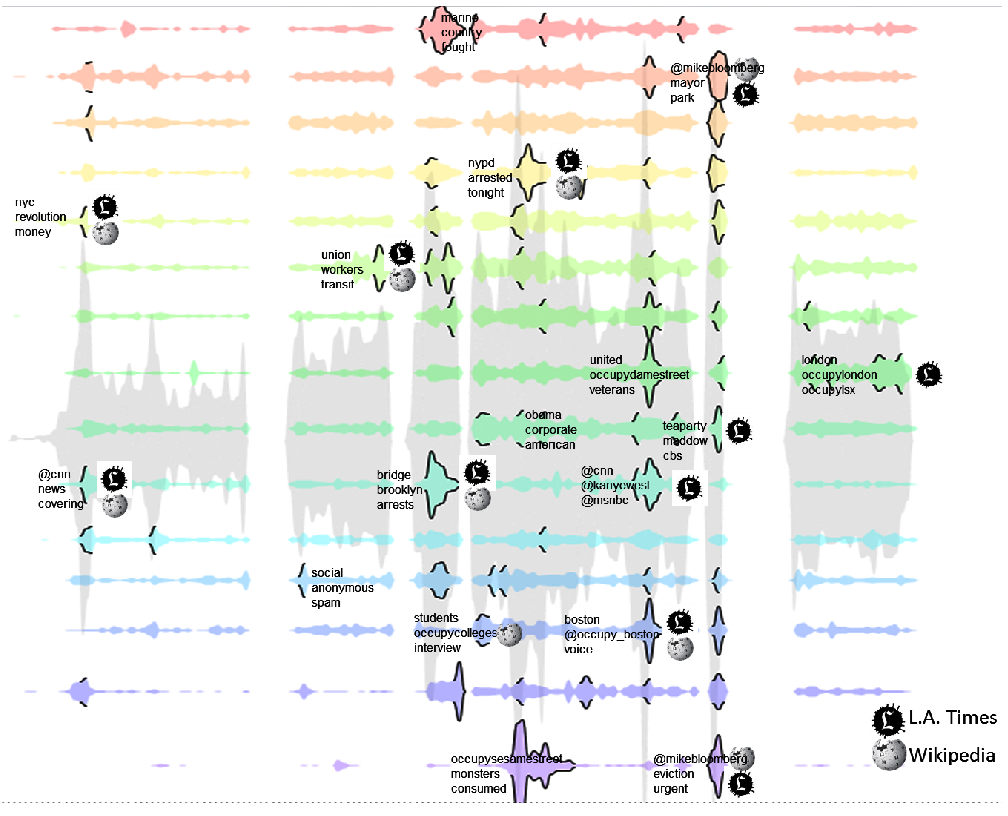 marine
country
fought
@mikebloomberg
mayor
park
nypd
arrested
tonight
nyc
revolution
money
union
workers
transit
united
occupydamestreet
veterans
london
occupylondon
occupylsx
obama
corporate
american
teaparty
maddow
cbs
@cnn
news
covering
bridge
brooklyn
arrests
@cnn
@kanyewest
@msnbc
social
anonymous
spam
students
occupycolleges
interview
boston
@occupy_boston
voice
L.A. Times
Wikipedia
occupysesamestreet
monsters
consumed
@mikebloomberg
eviction
urgent